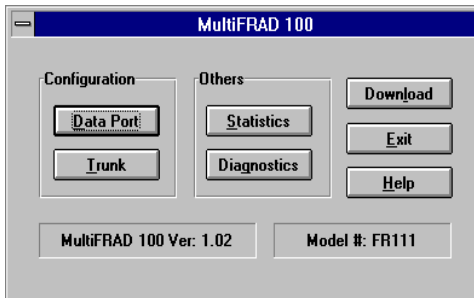 MultiFRAD 100
Configuration
Data Port
Trunk
Others
Statistics
Diagnostics
Download
Exit
Help
MultiFRAD 100 Ver: 1.02
Model #: FR111